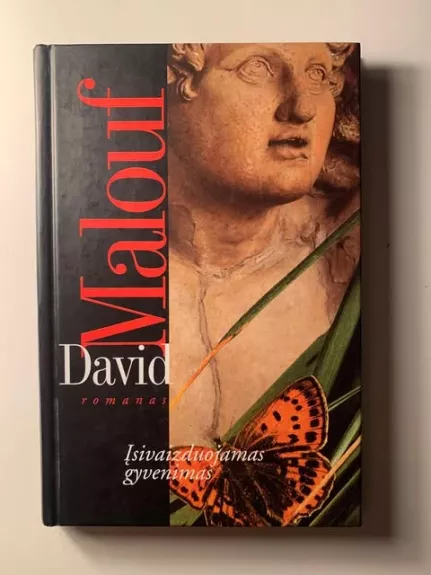 David
Malouf
romanas
Įsivaizduojamas
gyvenimas